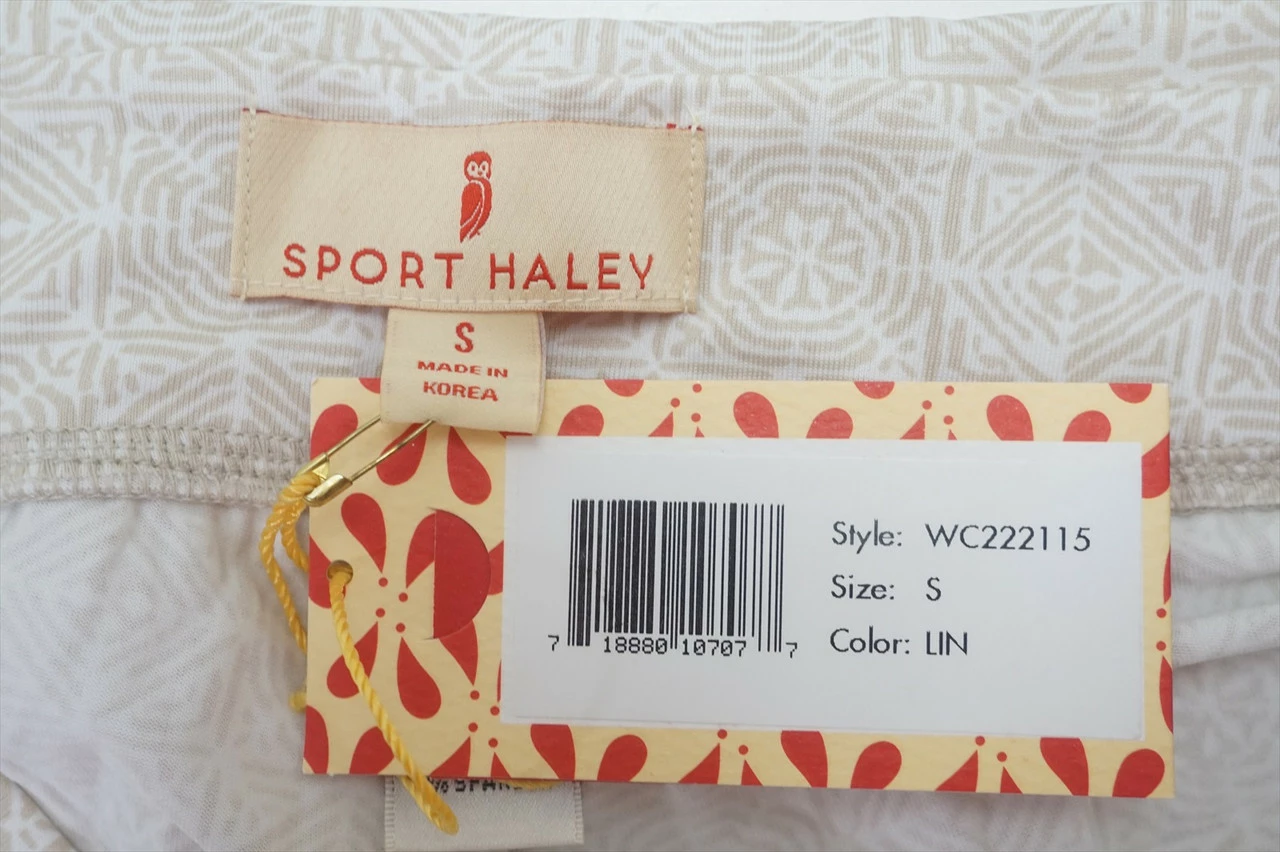 SPORT HALEY
S
MADE IN
KOREA
Style: WC222115
Size: S
Color: LIN
7 18880 10707 7